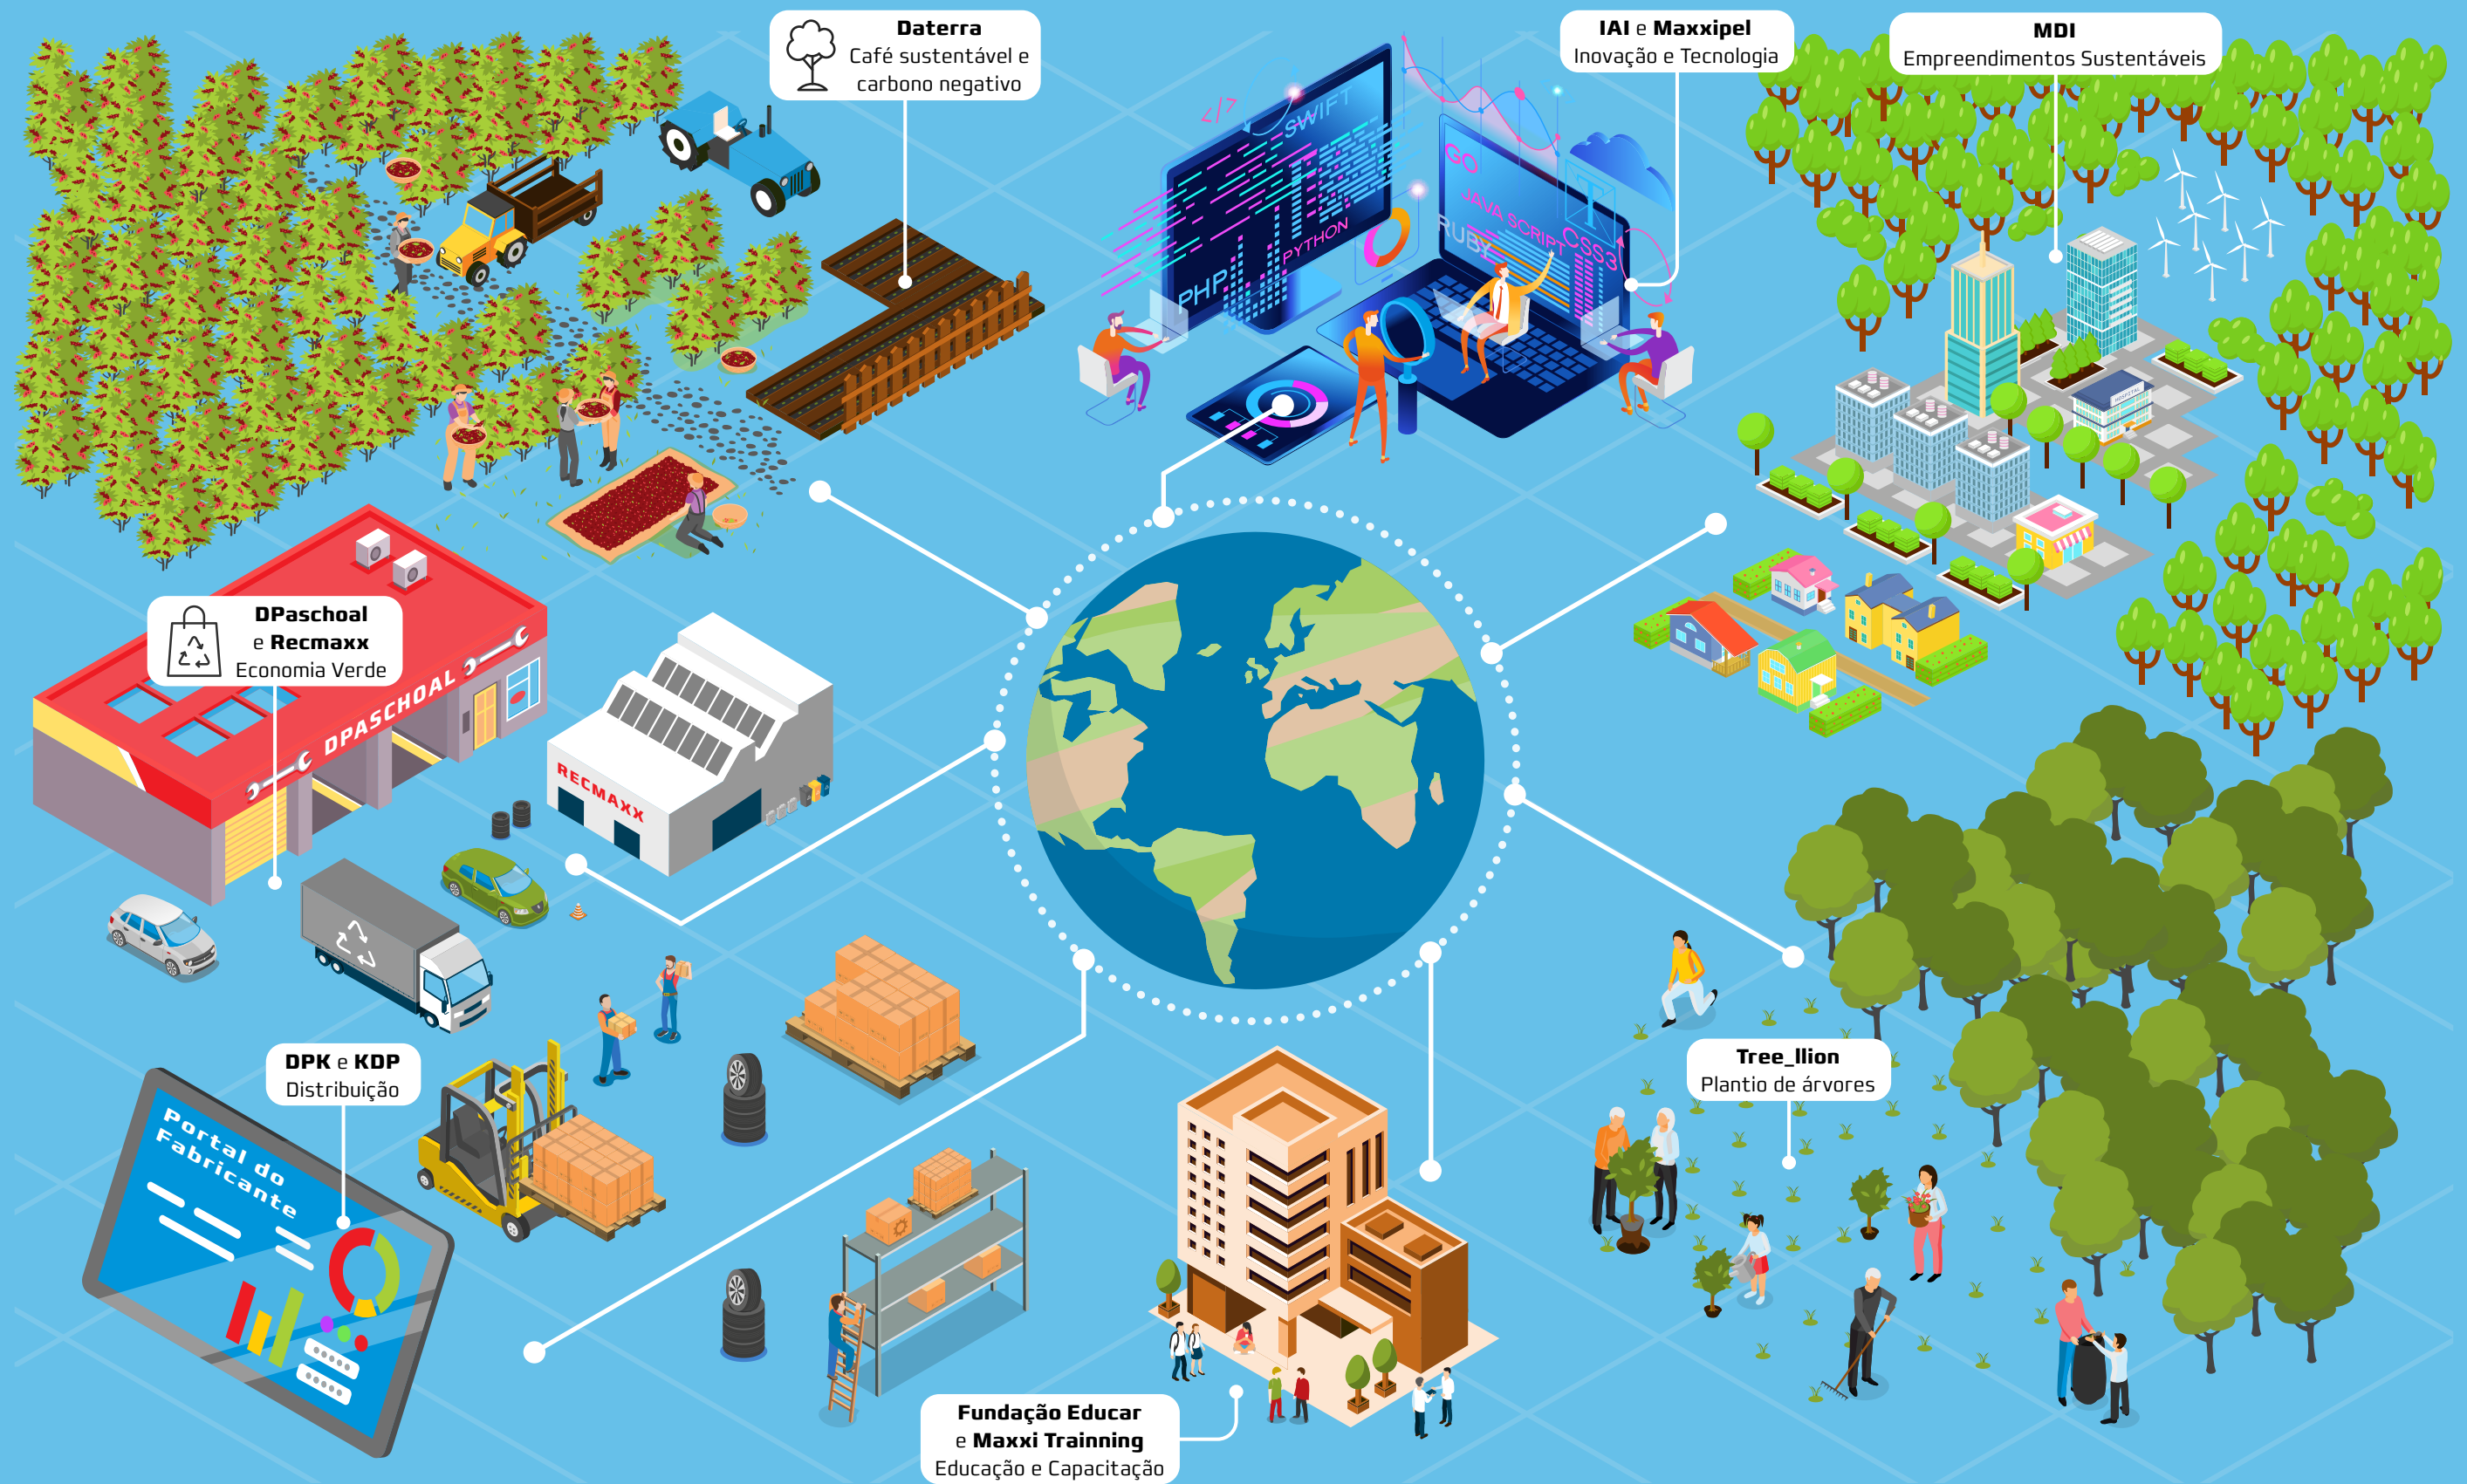 Daterra
Café sustentável e
carbono negativo
IAI e Maxxipel
Inovação e Tecnologia
MDI
Empreendimentos Sustentáveis
</?
SWIFT
PYTHON
PHP
GO
JAVA SCRIPT
RUBY
CSS3
T
HOSPITAL
DPaschoal
e Recmaxx
Economia Verde
DPASCHOAL
RECMAXX
DPK e KDP
Distribuição
Portal do
Fabricante
Tree_llion
Plantio de árvores
Fundação Educar
e Maxxi Trainning
Educação e Capacitação